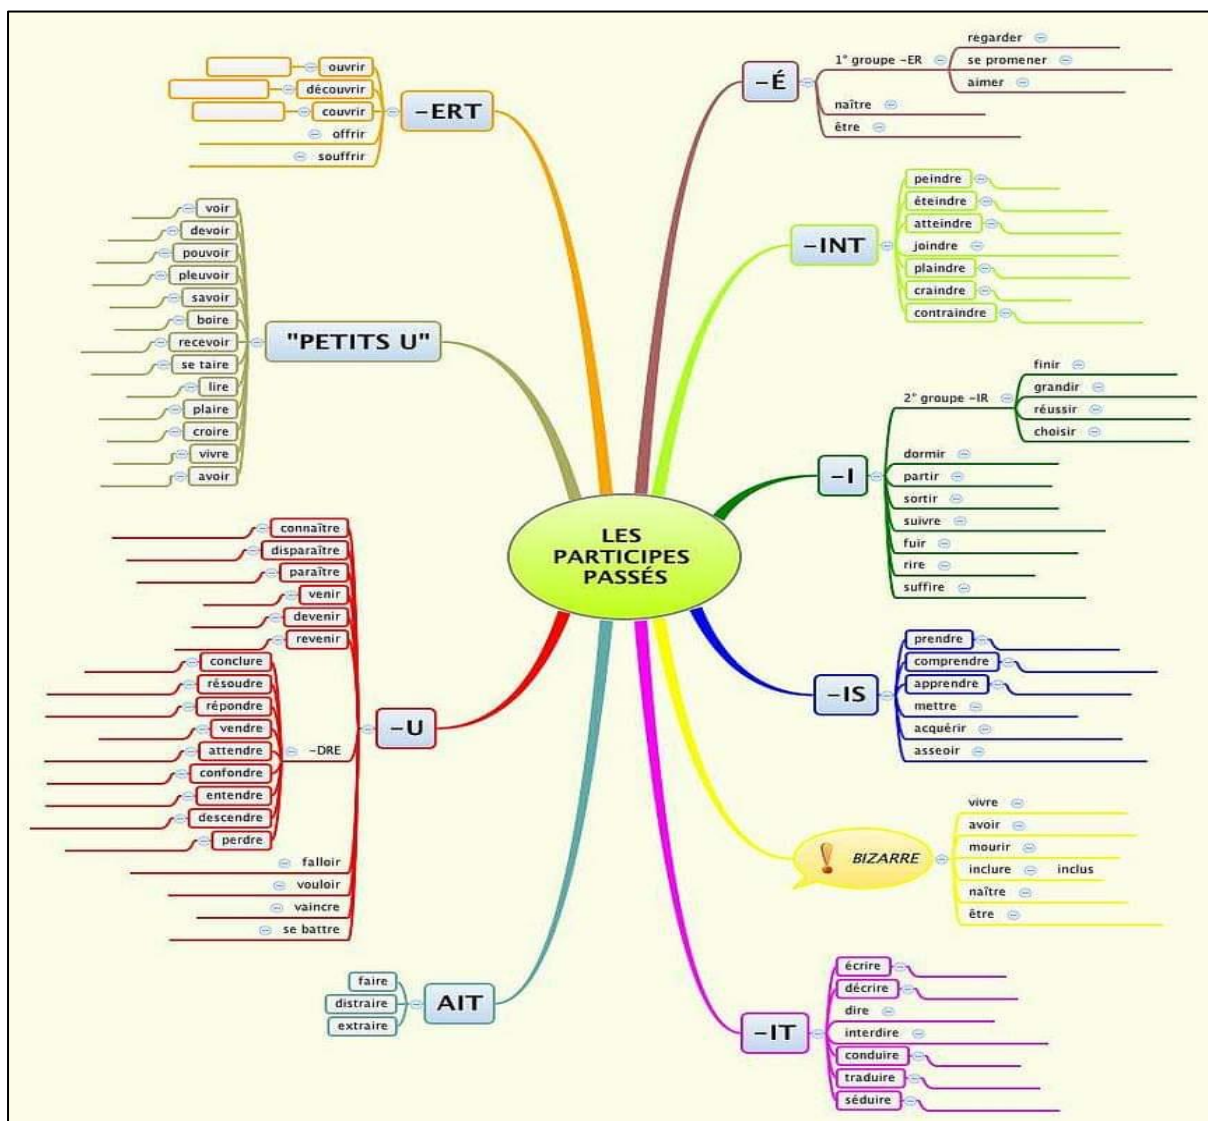 LES
PARTICIPES
PASSÉS
-ERT
ouvrir
découvrir
couvrir
offrir
souffrir
"PETITS U"
voir
devoir
pouvoir
pleuvoir
savoir
boire
recevoir
se taire
lire
plaire
croire
vivre
avoir
-U
connaître
disparaître
paraître
venir
devenir
revenir
-DRE
conclure
résoudre
répondre
vendre
attendre
confondre
entendre
descendre
perdre
falloir
vouloir
vaincre
se battre
AIT
faire
distraire
extraire
-É
1° groupe -ER
regarder
se promener
aimer
naître
être
-INT
peindre
éteindre
atteindre
joindre
plaindre
craindre
contraindre
-I
2° groupe -IR
finir
grandir
réussir
choisir
dormir
partir
sortir
suivre
fuir
rire
suffire
-IS
prendre
comprendre
apprendre
mettre
acquérir
asseoir
! BIZARRE
vivre
avoir
mourir
inclure inclus
naître
être
-IT
écrire
décrire
dire
interdire
conduire
traduire
séduire